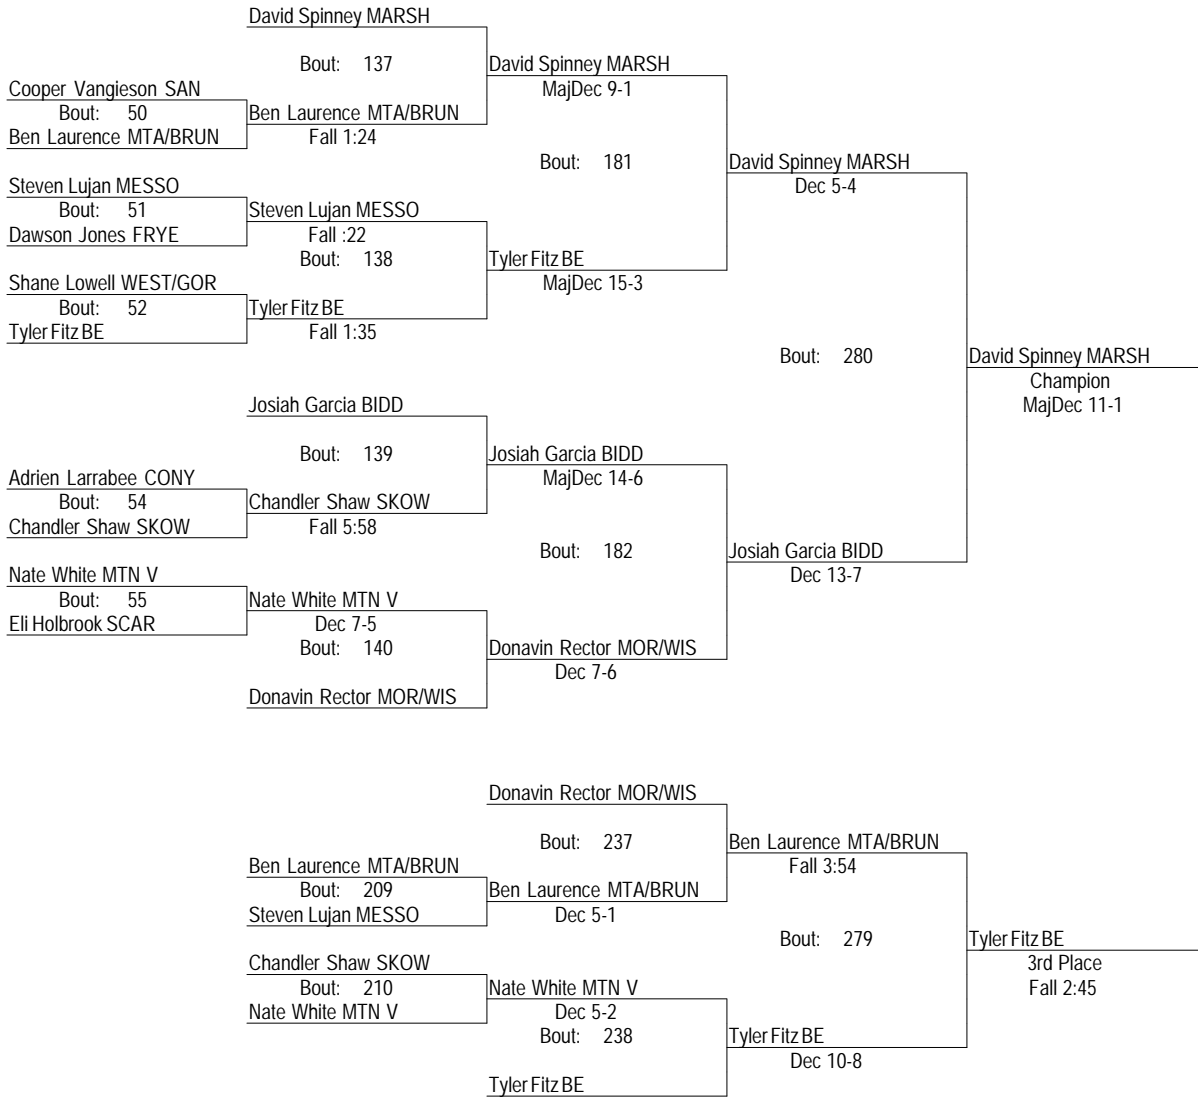 David Spinney MARSH
Bout: 137
David Spinney MARSH
MajDec 9-1
Cooper Vangieson SAN
Bout: 50
Ben Laurence MTA/BRUN
Ben Laurence MTA/BRUN
Fall 1:24
Bout: 181
David Spinney MARSH
Dec 5-4
Steven Lujan MESSO
Bout: 51
Dawson Jones FRYE
Steven Lujan MESSO
Fall :22
Bout: 138
Tyler Fitz BE
MajDec 15-3
Shane Lowell WEST/GOR
Bout: 52
Tyler Fitz BE
Tyler Fitz BE
Fall 1:35
Bout: 280
David Spinney MARSH
Champion
MajDec 11-1
Josiah Garcia BIDD
Bout: 139
Josiah Garcia BIDD
MajDec 14-6
Adrien Larrabee CONY
Bout: 54
Chandler Shaw SKOW
Chandler Shaw SKOW
Fall 5:58
Bout: 182
Josiah Garcia BIDD
Dec 13-7
Nate White MTN V
Bout: 55
Eli Holbrook SCAR
Nate White MTN V
Dec 7-5
Bout: 140
Donavin Rector MOR/WIS
Dec 7-6
Donavin Rector MOR/WIS
Donavin Rector MOR/WIS
Bout: 237
Ben Laurence MTA/BRUN
Fall 3:54
Ben Laurence MTA/BRUN
Bout: 209
Steven Lujan MESSO
Ben Laurence MTA/BRUN
Dec 5-1
Bout: 279
Tyler Fitz BE
3rd Place
Fall 2:45
Chandler Shaw SKOW
Bout: 210
Nate White MTN V
Nate White MTN V
Dec 5-2
Bout: 238
Tyler Fitz BE
Dec 10-8
Tyler Fitz BE